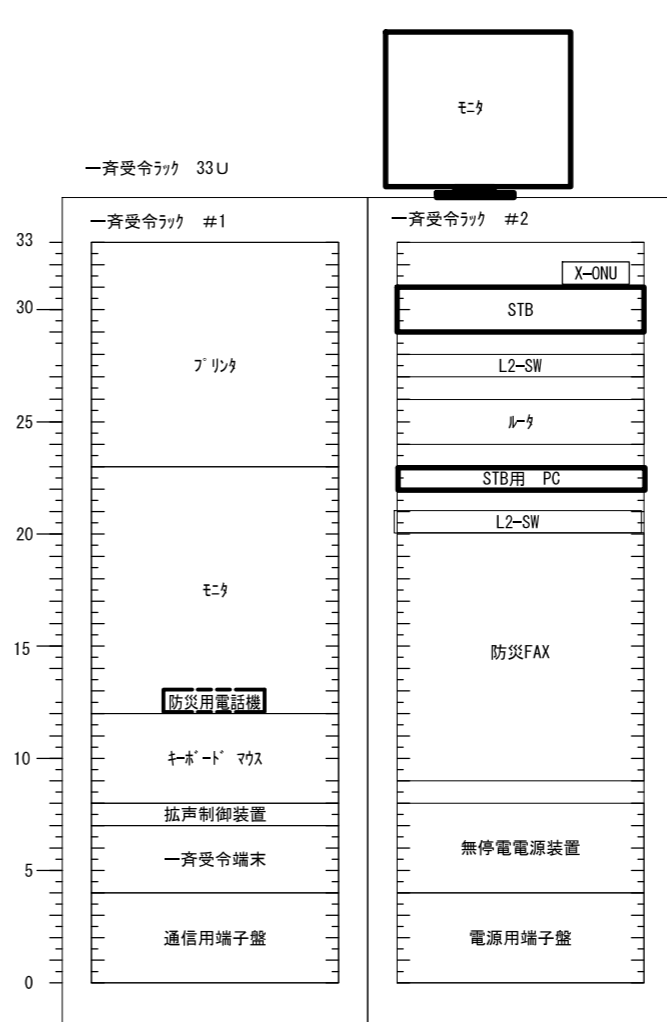 ﾓﾆﾀ
一斉受令ﾗｯｸ　33U
一斉受令ﾗｯｸ　#1
一斉受令ﾗｯｸ　#2
33
30
25
20
15
10
5
0
ﾌﾟﾘﾝﾀ
ﾓﾆﾀ
防災用電話機
ｷｰﾎﾞｰﾄﾞ ﾏｳｽ
拡声制御装置
一斉受令端末
通信用端子盤
X-ONU
STB
L2-SW
ﾙｰﾀ
STB用　PC
L2-SW
防災FAX
無停電電源装置
電源用端子盤